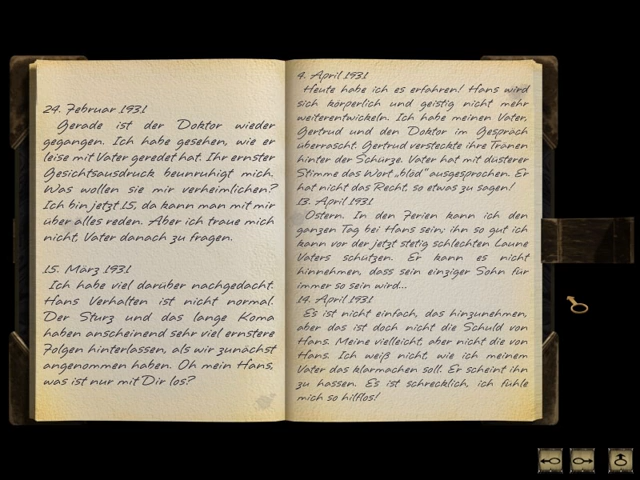 24. Februar 1931
Gerade ist der Doktor wieder
gegangen. Ich habe gesehen, wie er
leise mit Vater geredet hat. Ihr ernster
Gesichtsausdruck beunruhigt mich.
Was wollen sie mir verheimlichen?
Ich bin jetzt 15, da kann man mit mir
über alles reden. Aber ich traue mich
nicht, Vater danach zu fragen.
15. März 1931
Ich habe viel darüber nachgedacht.
Hans Verhalten ist nicht normal.
Der Sturz und das lange Koma
haben anscheinend sehr viel ernstere
Folgen hinterlassen, als wir zunächst
angenommen haben. Oh mein Hans,
was ist nur mit Dir los?
4. April 1931
Heute habe ich es erfahren! Hans wird
sich körperlich und geistig nicht mehr
weiterentwickeln. Ich habe meinen Vater,
Gertrud und den Doktor im Gespräch
überrascht. Gertrud versteckte ihre Tränen
hinter der Schürze. Vater hat mit düsterer
Stimme das Wort „blöd" ausgesprochen. Er
hat nicht das Recht, so etwas zu sagen!
13. April 1931
Ostern. In den Ferien kann ich den
ganzen Tag bei Hans sein; ihn so gut ich
kann vor der jetzt stetig schlechten Laune
Vaters schützen. Er kann es nicht
hinnehmen, dass sein einziger Sohn für
immer so sein wird...
14. April 1931
Es ist nicht einfach, das hinzunehmen,
aber das ist doch nicht die Schuld von
Hans. Meine vielleicht, aber nicht die von
Hans. Ich weiß nicht, wie ich meinem
Vater das klarmachen soll. Er scheint ihn
zu hassen. Es ist schrecklich, ich fühle
mich so hilflos!